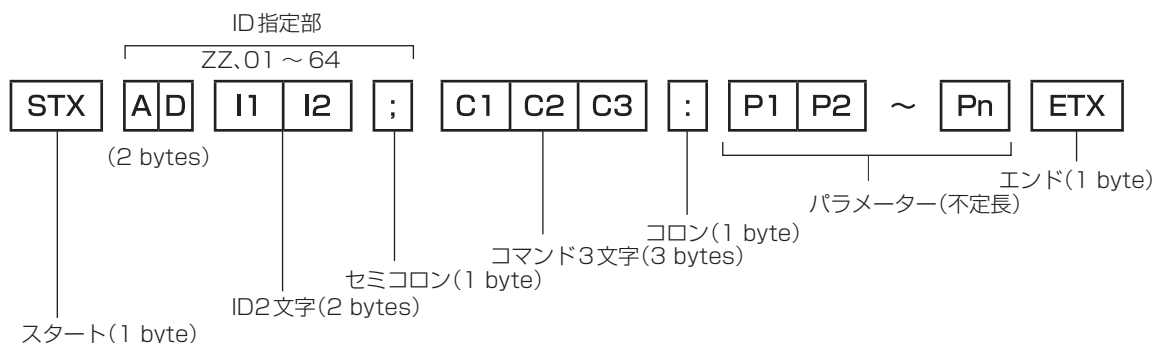 ID指定部
ZZ、01 ~ 64
STX A D I1 I2 ; C1 C2 C3 : P1 P2 ~ Pn ETX
(2 bytes)
エンド(1 byte)
パラメーター(不定長)
コロン(1 byte)
コマンド3文字(3 bytes)
セミコロン(1 byte)
ID2文字(2 bytes)
スタート(1 byte)